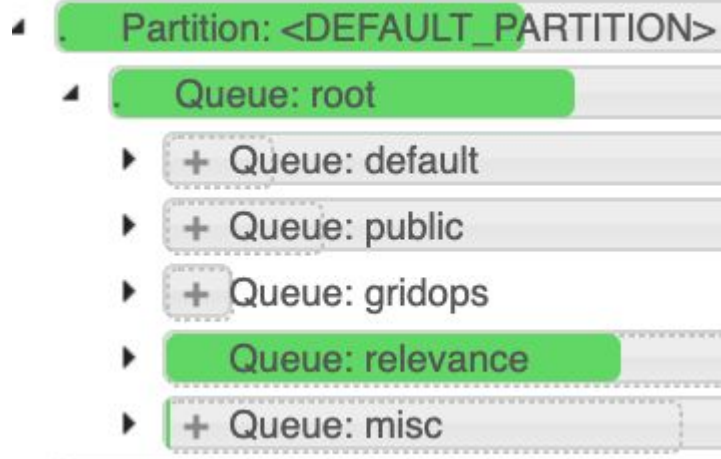 . Partition: <DEFAULT_PARTITION>
. Queue: root
+ Queue: default
+ Queue: public
+ Queue: gridops
Queue: relevance
+ Queue: misc